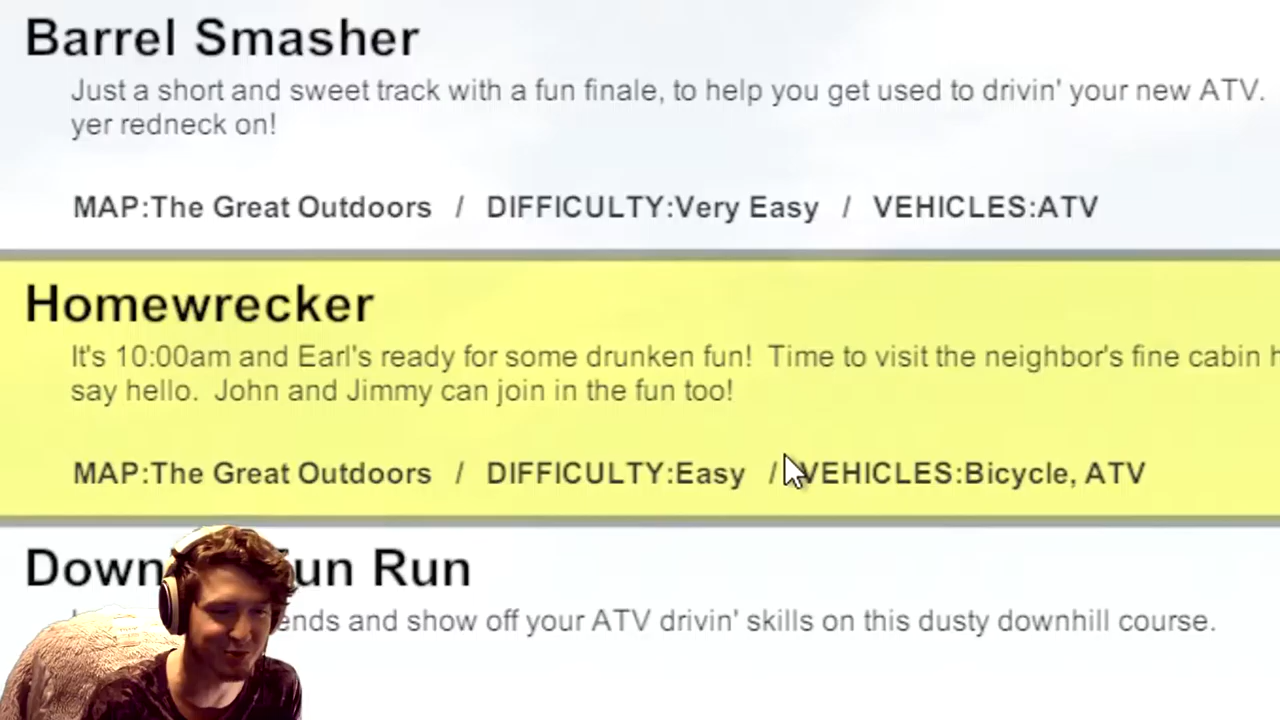 Barrel Smasher
Just a short and sweet track with a fun finale, to help you get used to drivin' your new ATV.
yer redneck on!
MAP:The Great Outdoors / DIFFICULTY:Very Easy / VEHICLES:ATV
Homewrecker
It's 10:00am and Earl's ready for some drunken fun! Time to visit the neighbor's fine cabin
say hello. John and Jimmy can join in the fun too!
MAP:The Great Outdoors / DIFFICULTY:Easy / VEHICLES:Bicycle, ATV
Run
and show off your ATV drivin' skills on this dusty downhill course.